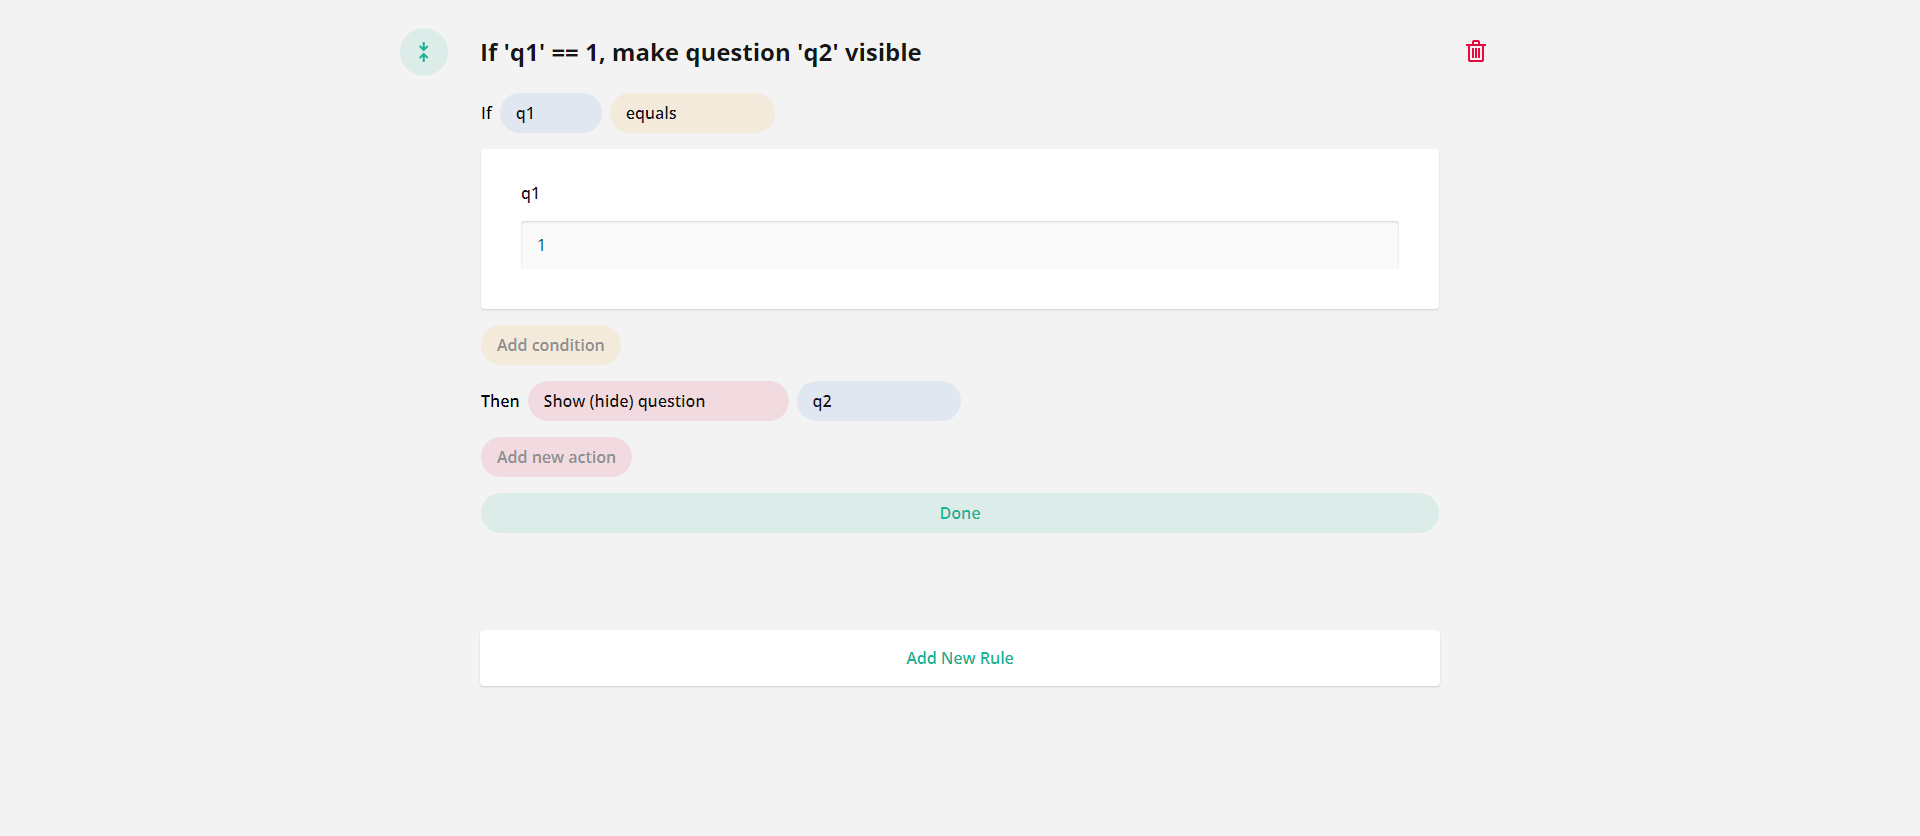 If 'q1' == 1, make question 'q2' visible
If q1 equals
q1
1
Add condition
Then Show (hide) question q2
Add new action
Done
Add New Rule